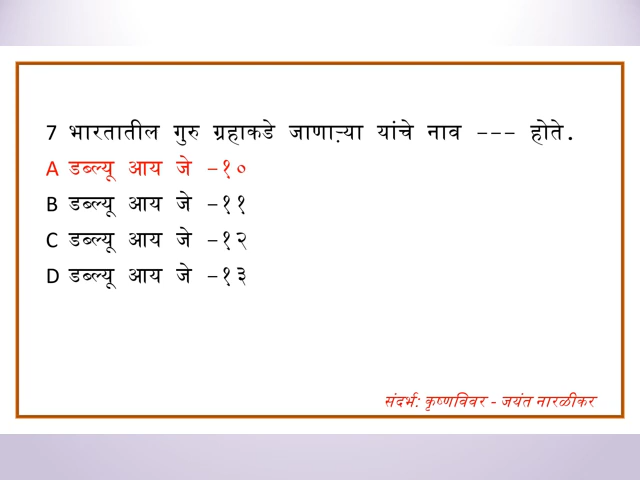 7 भारतातील गुरु ग्रहाकडे जाणाऱ्या यांचे नाव --- होते.
A डब्ल्यू आय जे -१०
B डब्ल्यू आय जे -११
C डब्ल्यू आय जे -१२
D डब्ल्यू आय जे -१३
संदर्भ: कृष्णविवर - जयंत नारळीकर